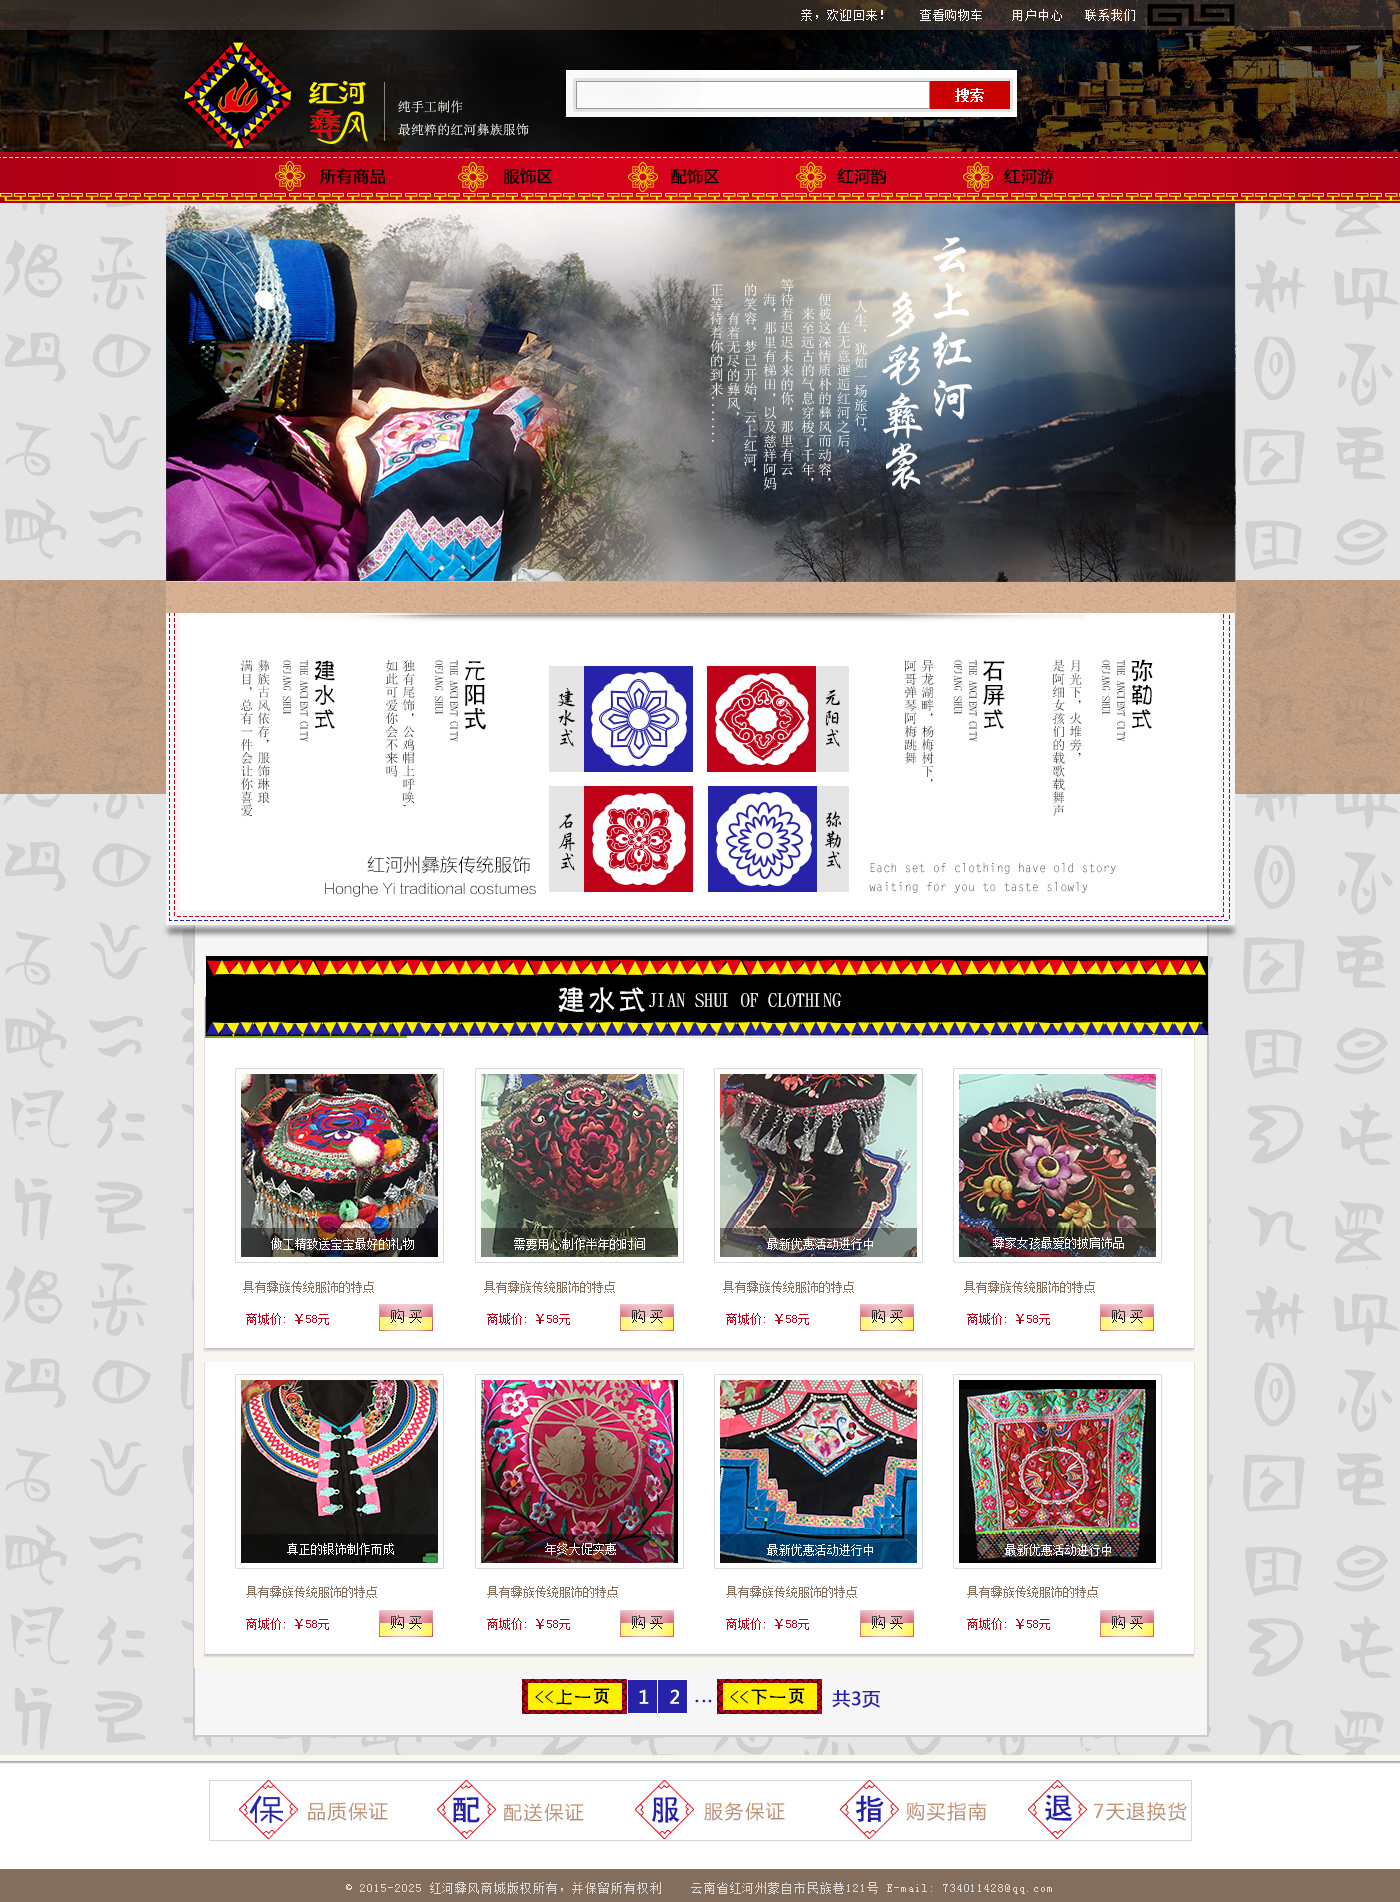 亲，欢迎回来！ 查看购物车 用户中心 联系我们
红河
彝风
纯手工制作
最纯粹的红河彝族服饰
搜索
所有商品 服饰区 配饰区 红河韵 红河游
云上红河
多彩彝裳
人生，犹如一场旅行，
在无意邂逅红河之后，
便被这深情质朴的彝风而动容，
来至远古的气息穿梭了千年，
等待着迟迟未来的你，那里有云
海，那里有梯田，以及慈祥阿妈
的笑容，梦已开始，云上红河，
有着无尽的彝风，
正等待着你的到来.......
建水式
THE ANCIENT CITY
OFJANG SHUI
彝族古风依存，服饰琳琅
满目，总有一件会让你喜爱
元阳式
THE ANCIENT CITY
OFJANG SHUI
独有尾饰，公鸡帽上呼唤，
如此可爱你会不来吗
建水式
元阳式
石屏式
弥勒式
石屏式
THE ANCIENT CITY
OFJANG SHUI
异龙湖畔，杨梅树下，
阿哥弹琴阿梅跳舞
弥勒式
THE ANCIENT CITY
OFJANG SHUI
月光下，火堆旁，
是阿细女孩们的载歌载舞声
红河州彝族传统服饰
Honghe Yi traditional costumes
Each set of clothing have old story
waiting for you to taste slowly
建水式JIAN SHUI OF CLOTHING
做工精致送宝宝最好的礼物
需要用心制作半年的时间
最新优惠活动进行中
彝家女孩最爱的披肩饰品
具有彝族传统服饰的特点
具有彝族传统服饰的特点
具有彝族传统服饰的特点
具有彝族传统服饰的特点
商城价：￥58元 购买
商城价：￥58元 购买
商城价：￥58元 购买
商城价：￥58元 购买
真正的银饰制作而成
年终大促实惠
最新优惠活动进行中
最新优惠活动进行中
具有彝族传统服饰的特点
具有彝族传统服饰的特点
具有彝族传统服饰的特点
具有彝族传统服饰的特点
商城价：￥58元 购买
商城价：￥58元 购买
商城价：￥58元 购买
商城价：￥58元 购买
<<上一页 1 2 ... <<下一页 共3页
保 品质保证 配 配送保证 服 服务保证 指 购买指南 退 7天退换货
© 2015-2025 红河彝风商城版权所有，并保留所有权利 云南省红河州蒙自市民族巷121号 E-mail: 734011428@qq.com